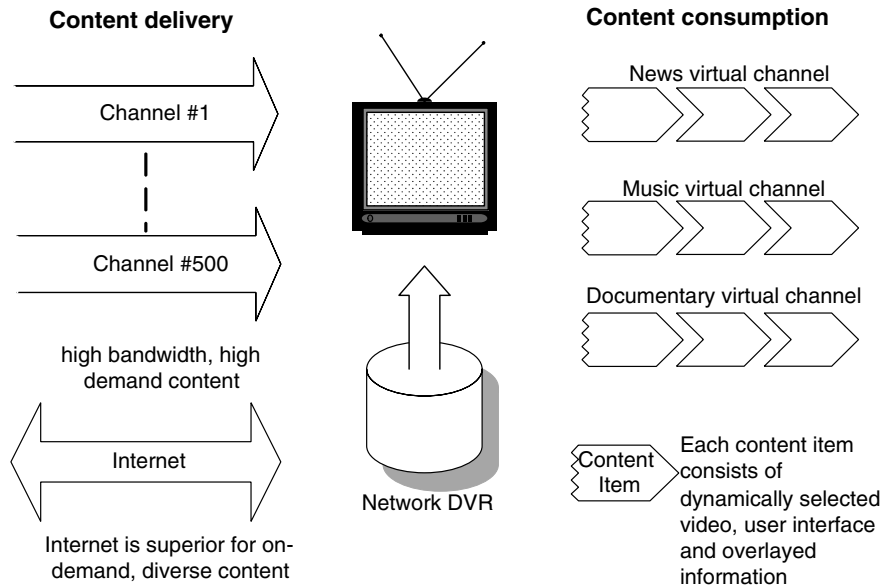 Content delivery
Channel #1
Channel #500
high bandwidth, high
demand content
Internet
Internet is superior for on-
demand, diverse content
Network DVR
Content consumption
News virtual channel
Music virtual channel
Documentary virtual channel
Content
Item
Each content item
consists of
dynamically selected
video, user interface
and overlayed
information